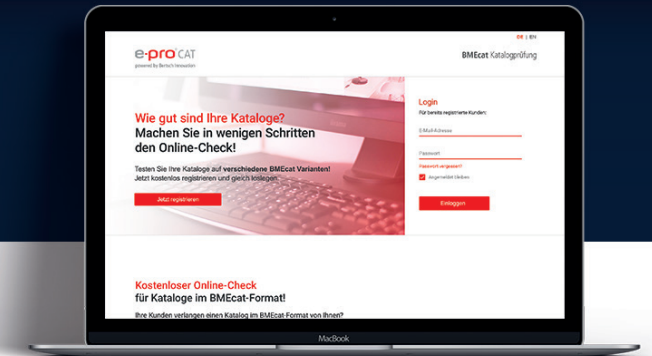 DE | EN
e-pro CAT
powered by Bertsch Innovation
BMEcat Katalogprüfung
Wie gut sind Ihre Kataloge?
Machen Sie in wenigen Schritten
den Online-Check!
Testen Sie Ihre Kataloge auf verschiedene BMEcat Varianten!
Jetzt kostenlos registrieren und gleich loslegen.
Jetzt registrieren
Login
Für bereits registrierte Kunden:
E-Mail-Adresse
Passwort
Passwort vergessen?
Angemeldet bleiben
Einloggen
Kostenloser Online-Check
für Kataloge im BMEcat-Format!
Ihre Kunden verlangen einen Katalog im BMEcat-Format von Ihnen?
MacBook